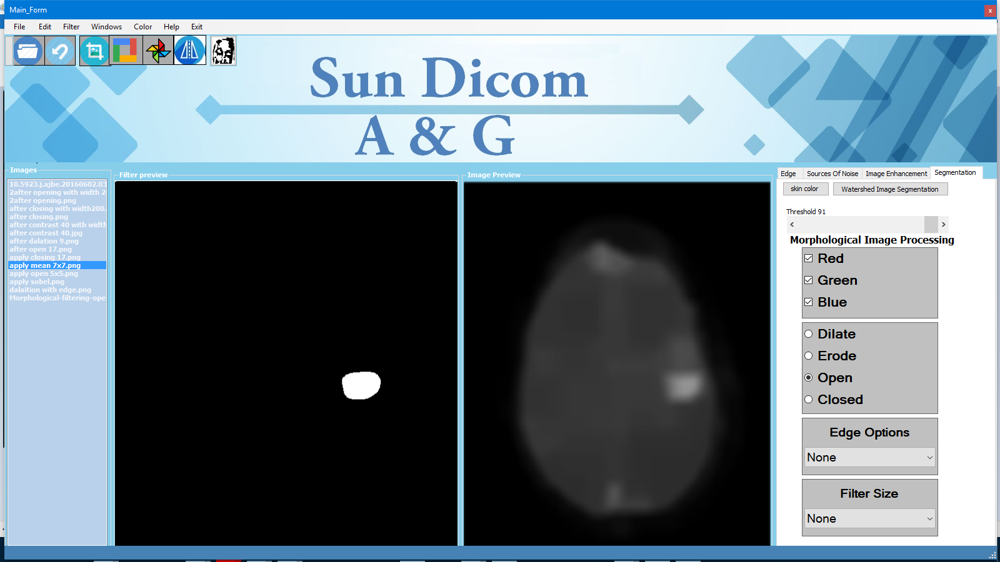 Main_Form
File Edit Filter Windows Color Help Exit
Sun Dicom
A & G
Images
10.5923.j.ajbe.20160602.03
2after opening with width 2
2after opening.png
after closing with width200.
after closing.png
after contrast 40 with width
after contrast 40.jpg
after dalation 9.png
after open 17.png
apply closing 17.png
apply mean 7x7.png
apply open 5x5.png
apply sobel.png
dalaition with edge.png
Morphological-filtering-ope
Filter preview
Image Preview
Edge Sources Of Noise Image Enhancement Segmentation
skin color Watershed Image Segmentation
Threshold 91
Morphological Image Processing
Red
Green
Blue
Dilate
Erode
Open
Closed
Edge Options
None
Filter Size
None